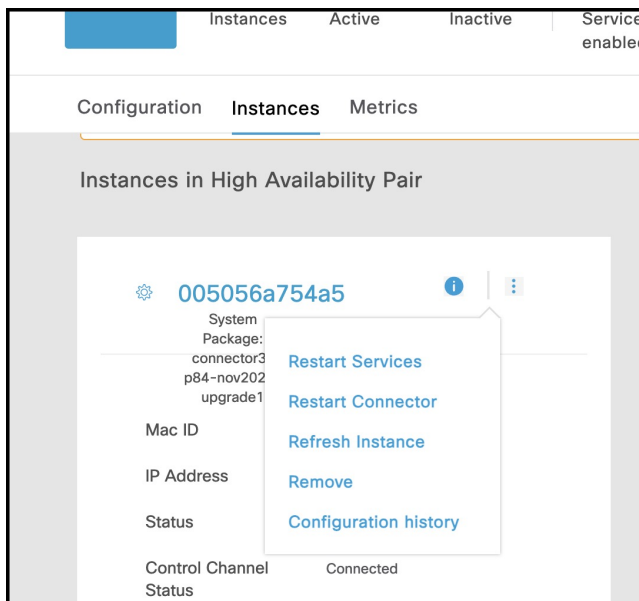 Instances Active Inactive
enabled
Configuration Instances Metrics
Instances in High Availability Pair
005056a754a5
System
Package:
connector3
p84-nov202
upgrade1
Restart Services
Restart Connector
Refresh Instance
Remove
Configuration history
Mac ID
IP Address
Status
Control Channel Connected
Status